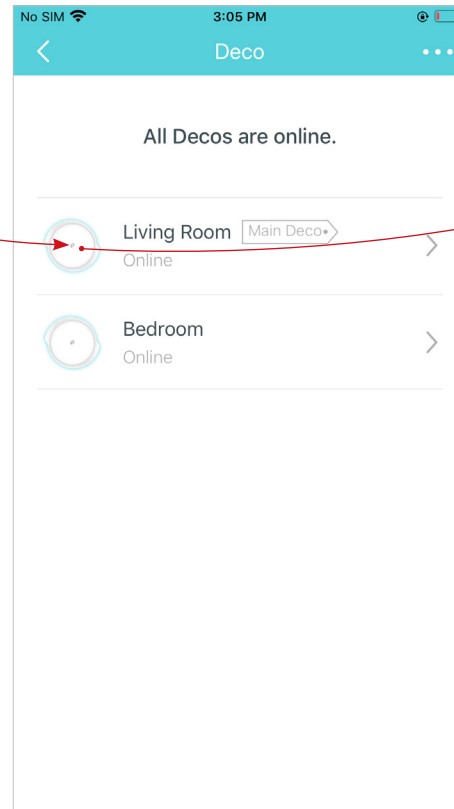 No SIM 3:05 PM
Deco
All Decos are online.
Living Room Main Deco
Online
Bedroom
Online